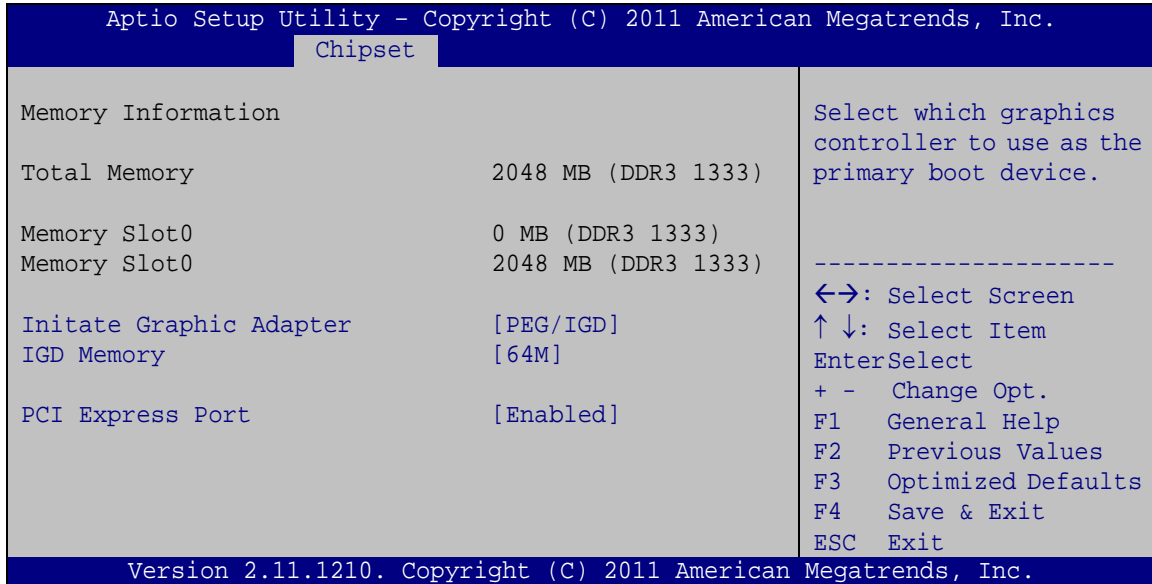 Aptio Setup Utility – Copyright (C) 2011 American Megatrends, Inc.
Chipset
Memory Information
Total Memory 2048 MB (DDR3 1333)
Memory Slot0 0 MB (DDR3 1333)
Memory Slot0 2048 MB (DDR3 1333)
Initate Graphic Adapter [PEG/IGD]
IGD Memory [64M]
PCI Express Port [Enabled]
Select which graphics
controller to use as the
primary boot device.
---------------------
←→: Select Screen
↑ ↓: Select Item
EnterSelect
+ - Change Opt.
F1 General Help
F2 Previous Values
F3 Optimized Defaults
F4 Save & Exit
ESC Exit
Version 2.11.1210. Copyright (C) 2011 American Megatrends, Inc.